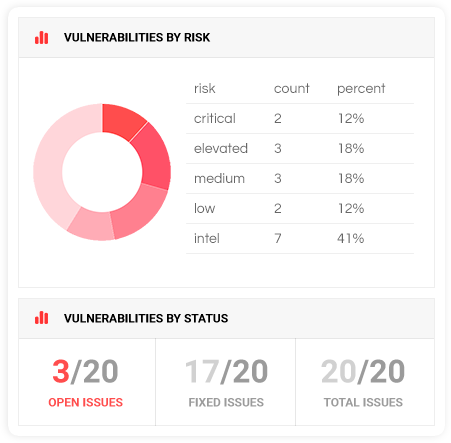 VULNERABILITIES BY RISK
risk count percent
critical 2 12%
elevated 3 18%
medium 3 18%
low 2 12%
intel 7 41%
VULNERABILITIES BY STATUS
3/20 17/20 20/20
OPEN ISSUES FIXED ISSUES TOTAL ISSUES